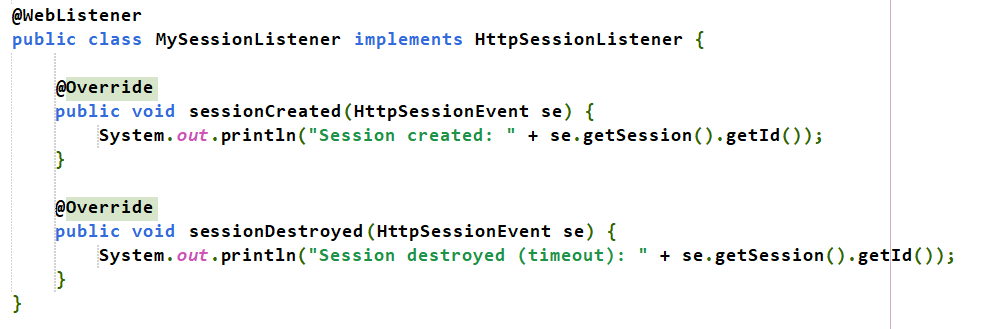 @WebListener
public class MySessionListener implements HttpSessionListener {
@Override
public void sessionCreated(HttpSessionEvent se) {
System.out.println("Session created: " + se.getSession().getId());
}
@Override
public void sessionDestroyed(HttpSessionEvent se) {
System.out.println("Session destroyed (timeout): " + se.getSession().getId());
}
}